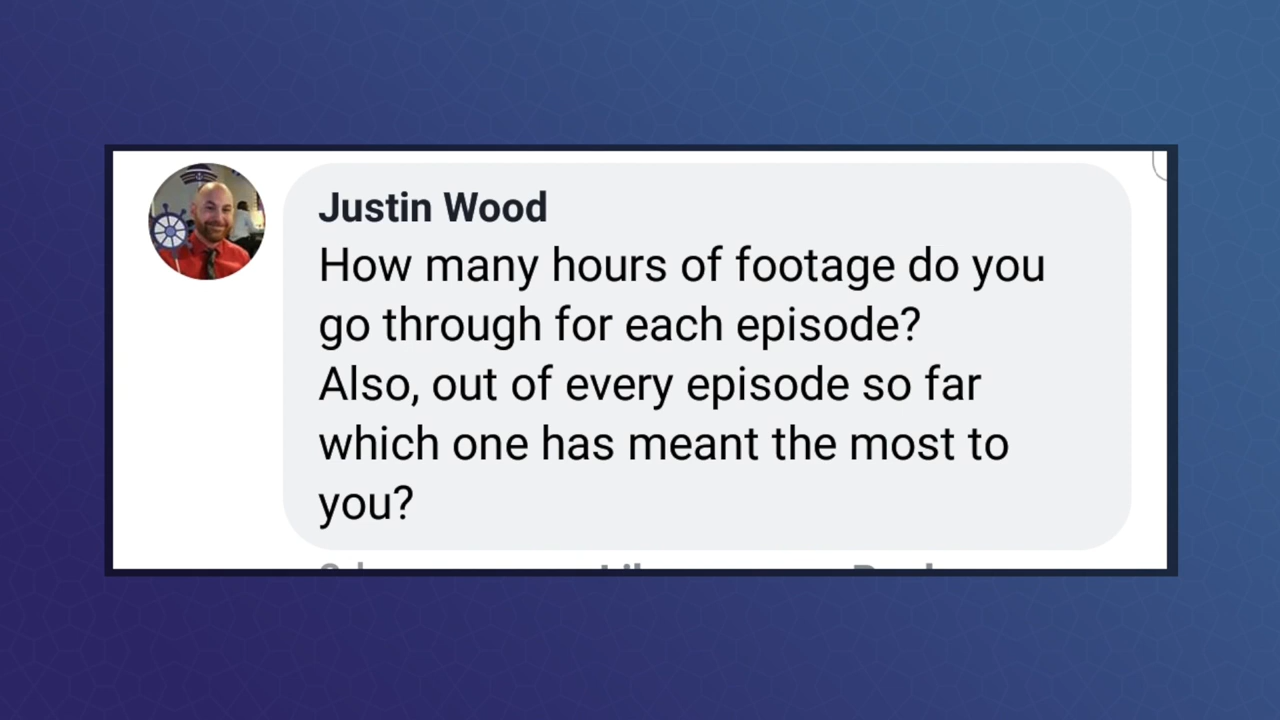 Justin Wood
How many hours of footage do you
go through for each episode?
Also, out of every episode so far
which one has meant the most to
you?